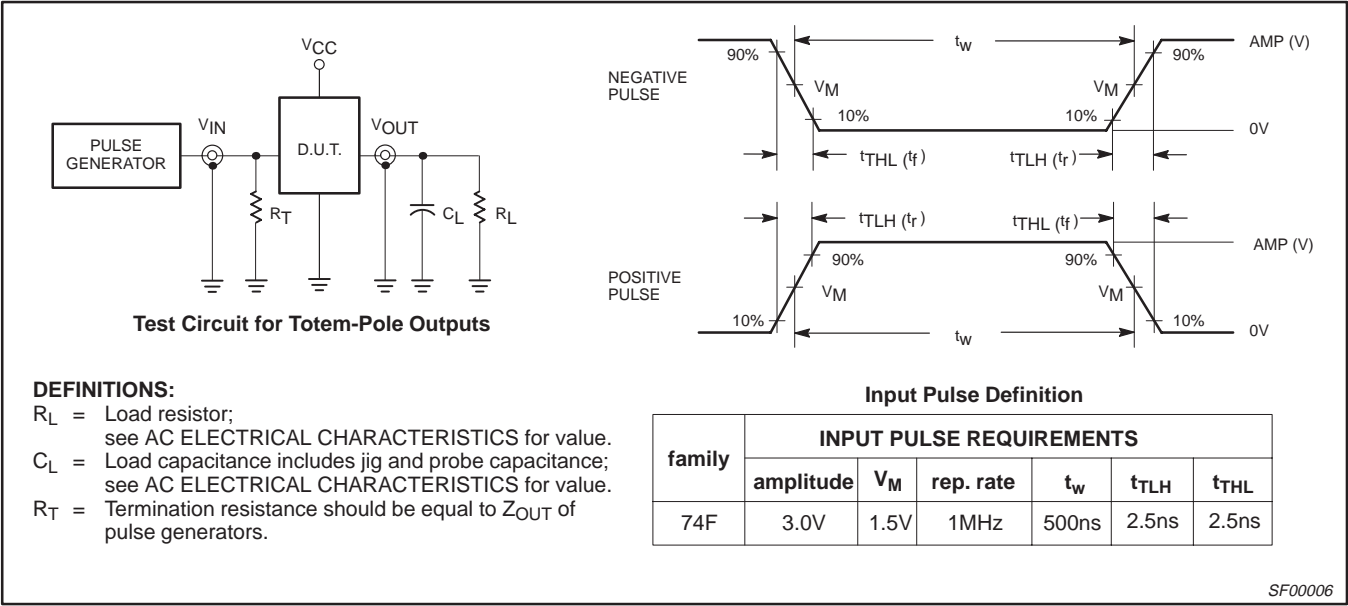 VCC
VIN
VOUT
PULSE
GENERATOR
D.U.T.
RT
CL
RL
Test Circuit for Totem-Pole Outputs
NEGATIVE
PULSE
90%
tw
90%
AMP (V)
VM
VM
10%
10%
0V
tTHL (tf)
tTLH (tr)
tTLH (tr)
tTHL (tf)
AMP (V)
POSITIVE
PULSE
90%
90%
VM
VM
10%
10%
tw
0V
Input Pulse Definition
DEFINITIONS:
RL = Load resistor;
see AC ELECTRICAL CHARACTERISTICS for value.
CL = Load capacitance includes jig and probe capacitance;
see AC ELECTRICAL CHARACTERISTICS for value.
RT = Termination resistance should be equal to ZOUT of
pulse generators.
family INPUT PULSE REQUIREMENTS
amplitude VM rep. rate tw tTLH tTHL
74F 3.0V 1.5V 1MHz 500ns 2.5ns 2.5ns
SF00006